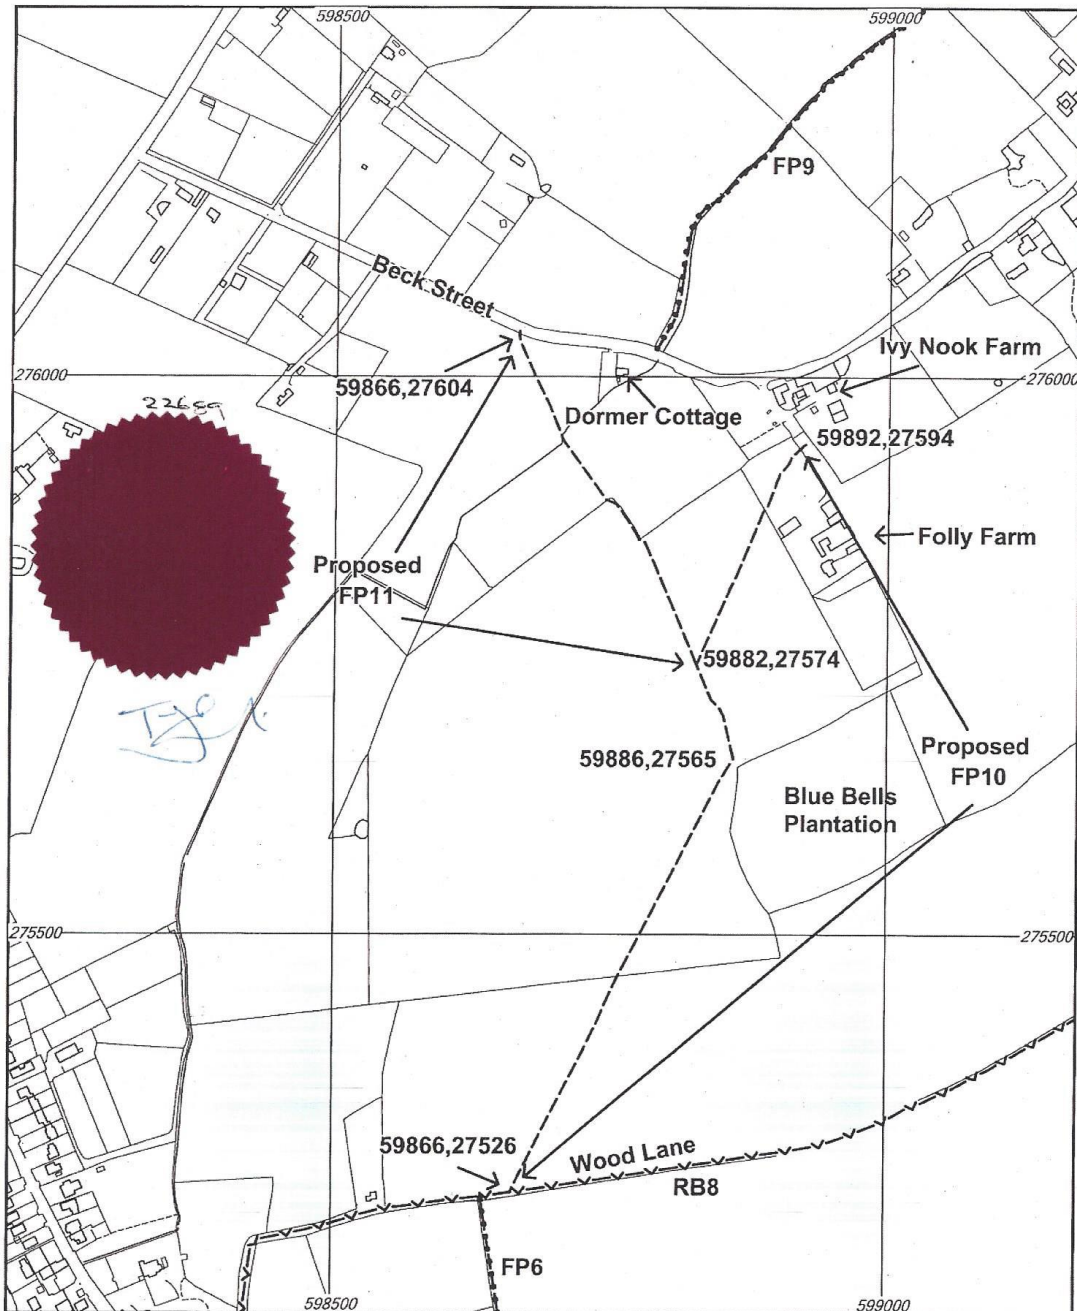 598500
599000
FP9
Beck Street
Ivy Nook Farm
276000
276000
59866,27604
Dormer Cottage
22689
59892,27594
Folly Farm
Proposed
FP11
59882,27574
Proposed
FP10
59886,27565
Blue Bells
Plantation
275500
275500
59866,27526
Wood Lane
RB8
FP6
598500
599000